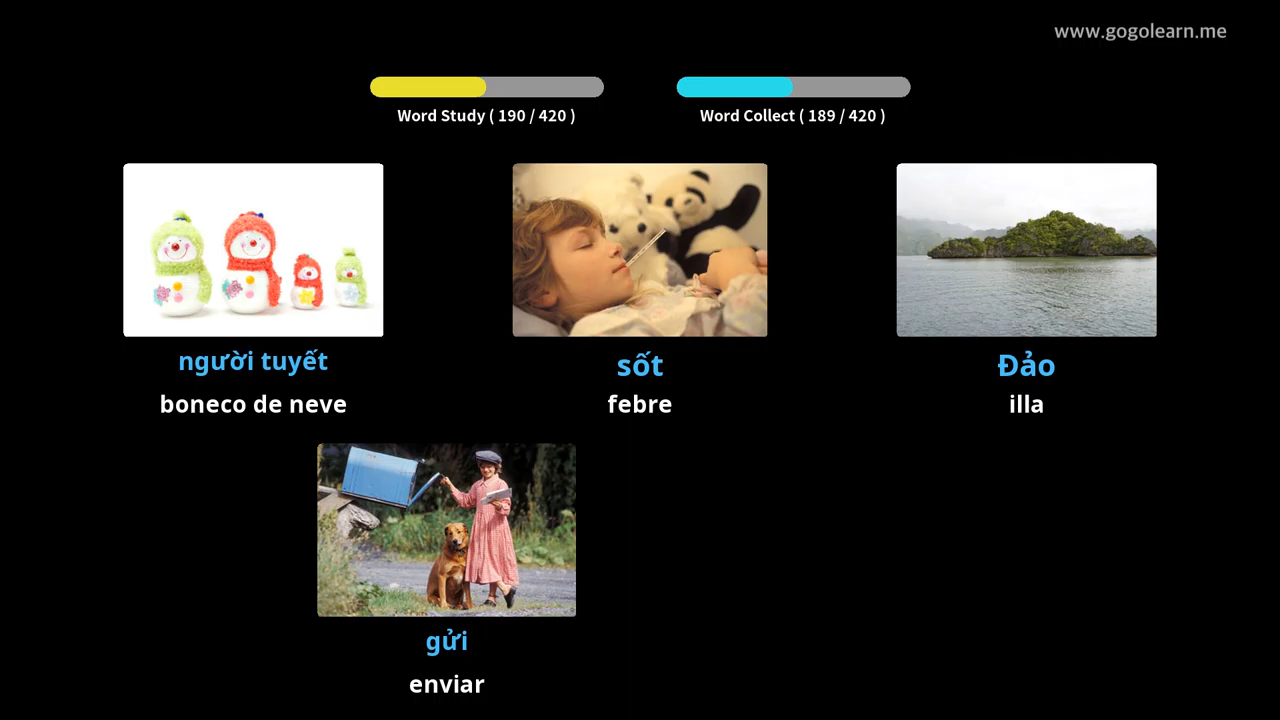 www.gogolearn.me
Word Study ( 190 / 420 )
Word Collect ( 189 / 420 )
người tuyết
boneco de neve
sốt
febre
Đảo
illa
gửi
enviar